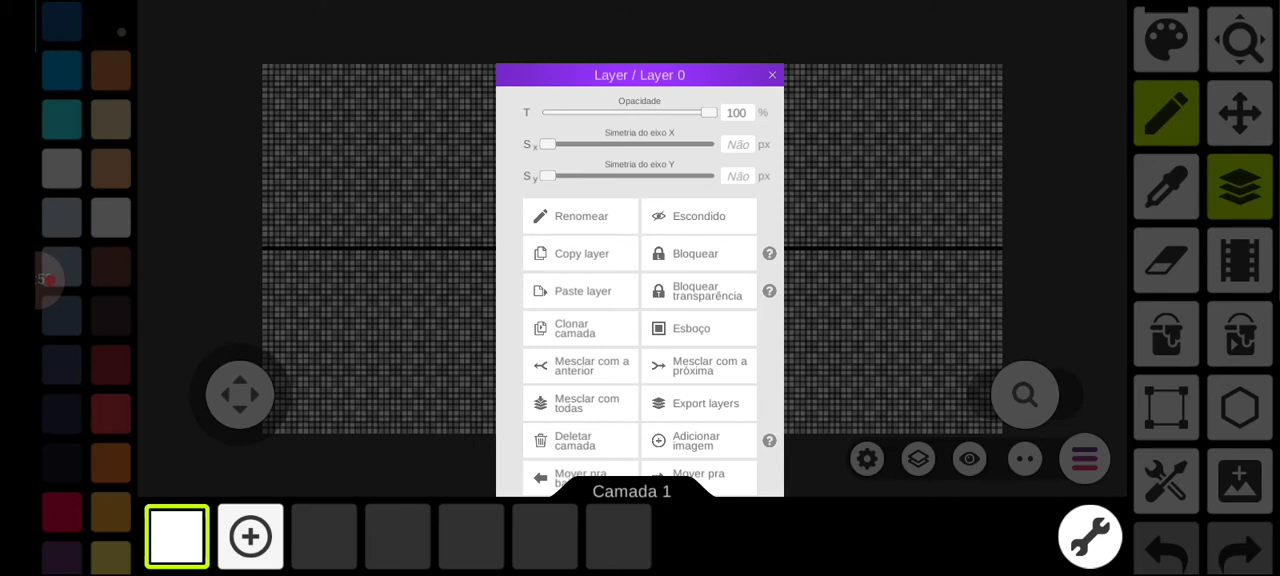 Layer / Layer 0 ×
Opacidade
T 100 %
Simetria do eixo X
Sx Não px
Simetria do eixo Y
Sy Não px
Renomear
Escondido
Copy layer
Bloquear ?
Paste layer
Bloquear
transparência ?
Clonar
camada
Esboço
Mesclar com a
anterior
Mesclar com a
próxima
Mesclar com
todas
Export layers
Deletar
camada
Adicionar
imagem ?
Mover pra
Mover pra
Camada 1